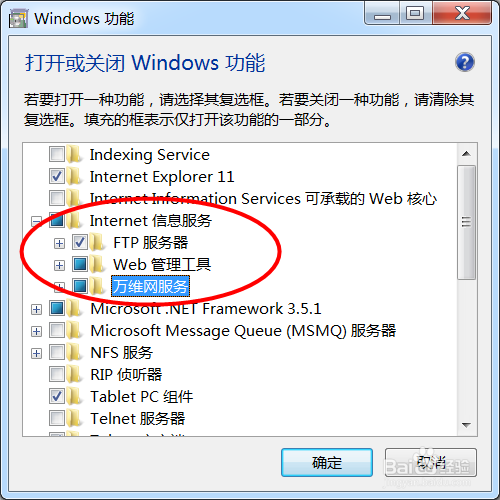 Windows 功能
打开或关闭 Windows 功能
若要打开一种功能，请选择其复选框。若要关闭一种功能，请清除其
复选框。填充的框表示仅打开该功能的一部分。
Indexing Service
Internet Explorer 11
Internet Information Services 可承载的 Web 核心
Internet 信息服务
FTP 服务器
Web 管理工具
万维网服务
Microsoft .NET Framework 3.5.1
Microsoft Message Queue (MSMQ) 服务器
NFS 服务
RIP 侦听器
Tablet PC 组件
Telnet 服务器
确定
取消
Baidu经验